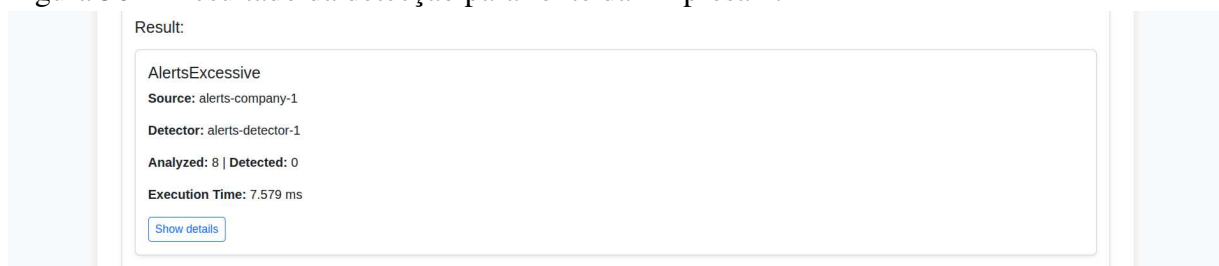 Result:
AlertsExcessive
Source: alerts-company-1
Detector: alerts-detector-1
Analyzed: 8 | Detected: 0
Execution Time: 7.579 ms
Show details